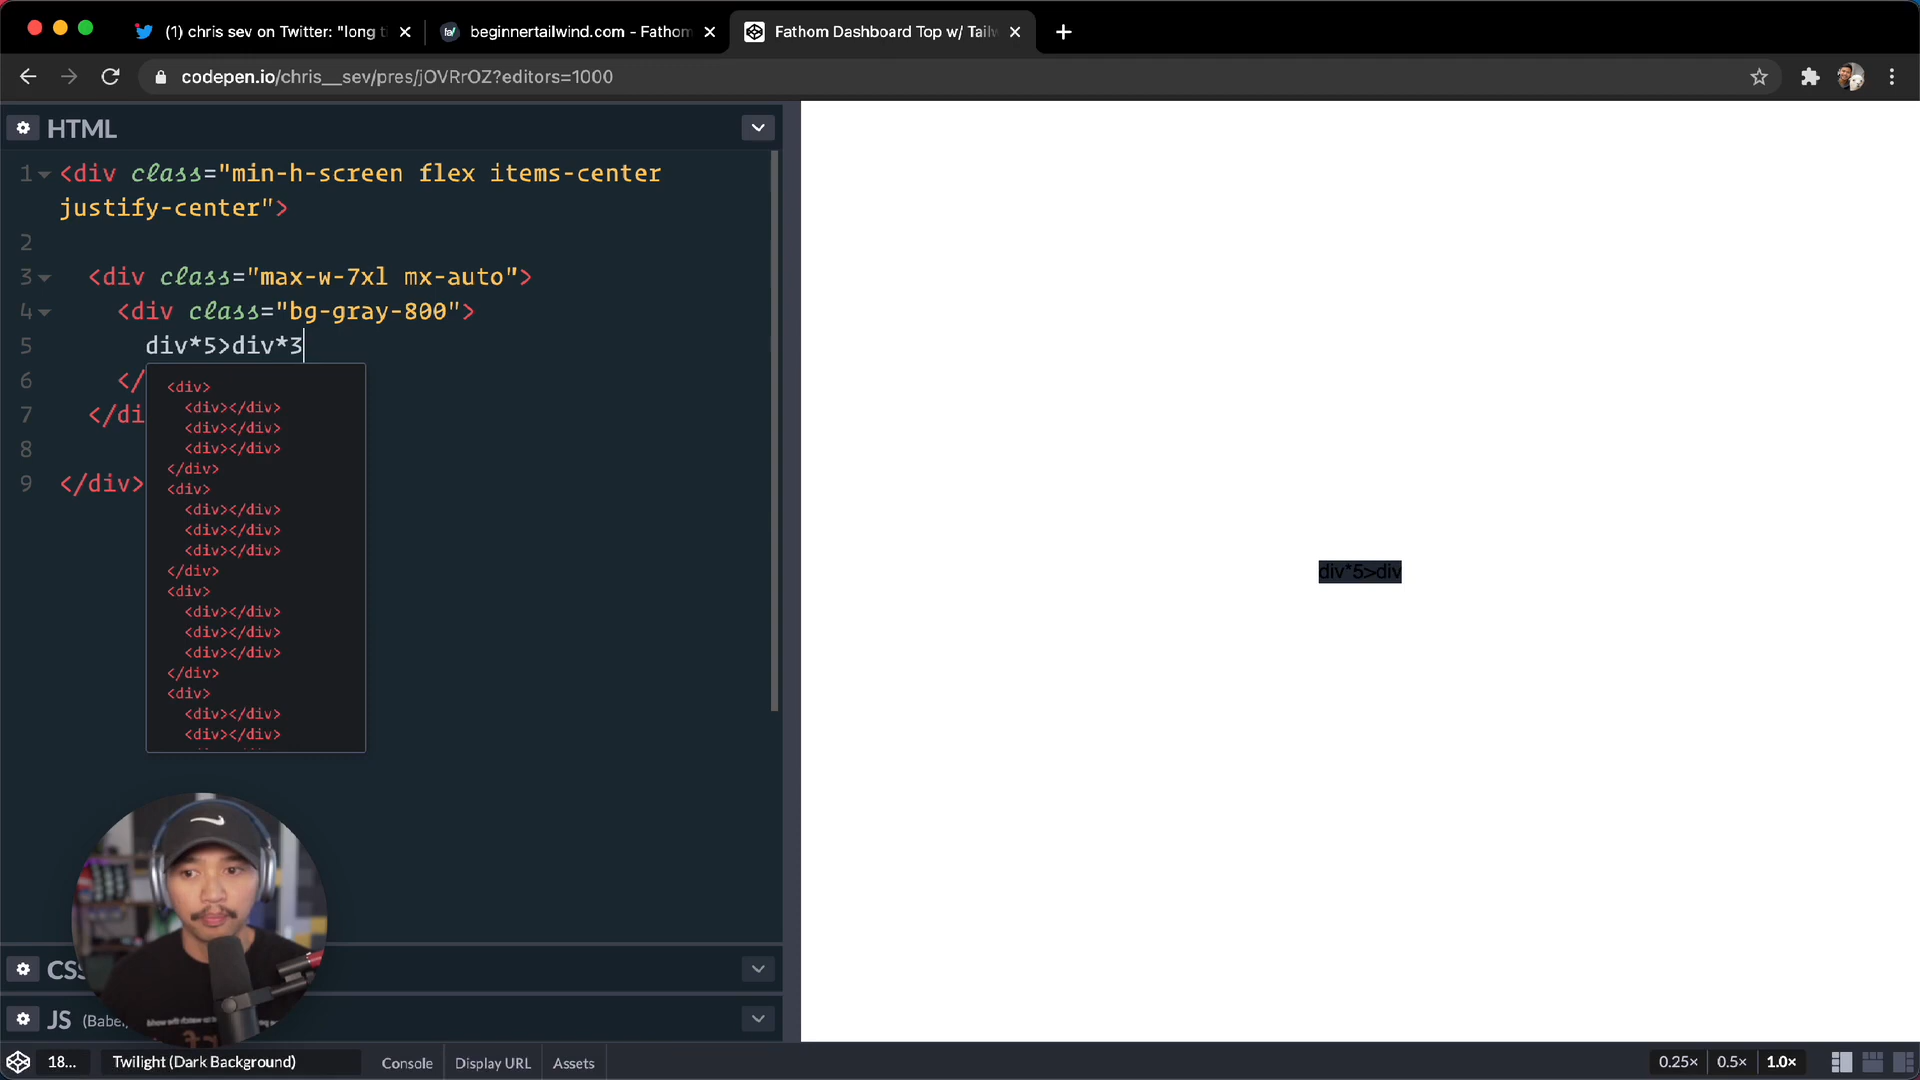 (1) chris sev on Twitter: "long t
beginnertailwind.com - Fathom
Fathom Dashboard Top w/ Tailw
codepen.io/chris__sev/pres/jOVRrOZ?editors=1000
HTML
1 <div class="min-h-screen flex items-center
justify-center">
2
3 <div class="max-w-7xl mx-auto">
4 <div class="bg-gray-800">
5 div*5>div*3
6 </
7 </di
8
9 </div>
<div>
<div></div>
<div></div>
<div></div>
</div>
<div>
<div></div>
<div></div>
<div></div>
</div>
<div>
<div></div>
<div></div>
<div></div>
</div>
<div>
<div></div>
<div></div>
div*5>div
CSS
JS (Babel
18...
Twilight (Dark Background)
Console
Display URL
Assets
0.25×
0.5×
1.0×